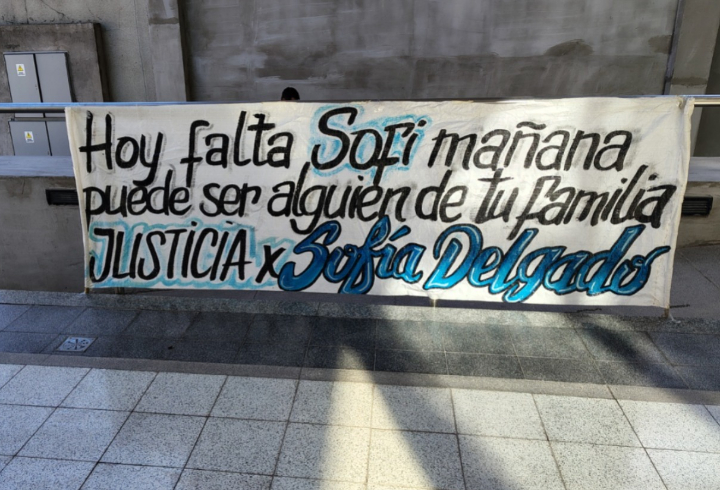 Hoy falta Sofi mañana
puede ser alguien de tu familia
JUSTICIA x Sofía Delgado